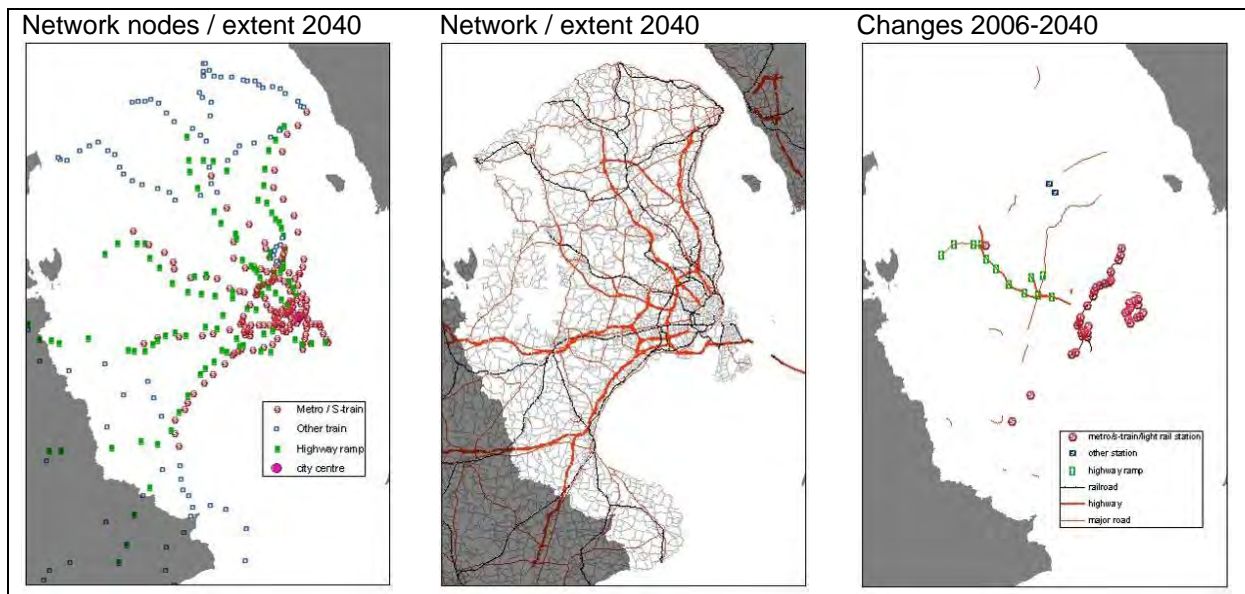 Network nodes / extent 2040
Network / extent 2040
Changes 2006-2040
Metro / S-train
Other train
Highway ramp
city centre
metro/s-train/light rail station
other station
highway ramp
railroad
highway
major road